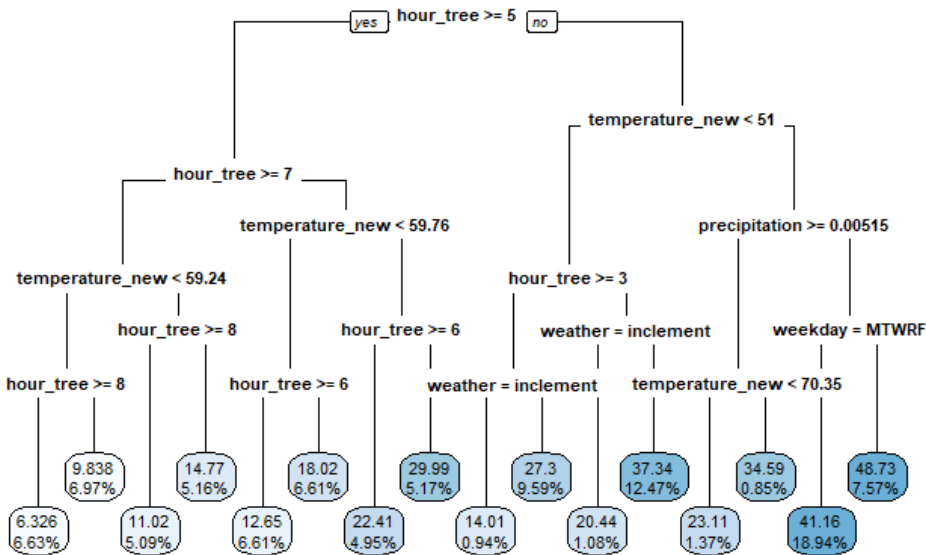 yes hour_tree >= 5 no
temperature_new < 51
hour_tree >= 7
temperature_new < 59.76
precipitation >= 0.00515
temperature_new < 59.24
hour_tree >= 3
hour_tree >= 8
hour_tree >= 6
weather = inclement
weekday = MTWRF
hour_tree >= 8
hour_tree >= 6
weather = inclement
temperature_new < 70.35
9.838
6.97%
14.77
5.16%
18.02
6.61%
29.99
5.17%
27.3
9.59%
37.34
12.47%
34.59
0.85%
48.73
7.57%
6.326
6.63%
11.02
5.09%
12.65
6.61%
22.41
4.95%
14.01
0.94%
20.44
1.08%
23.11
1.37%
41.16
18.94%